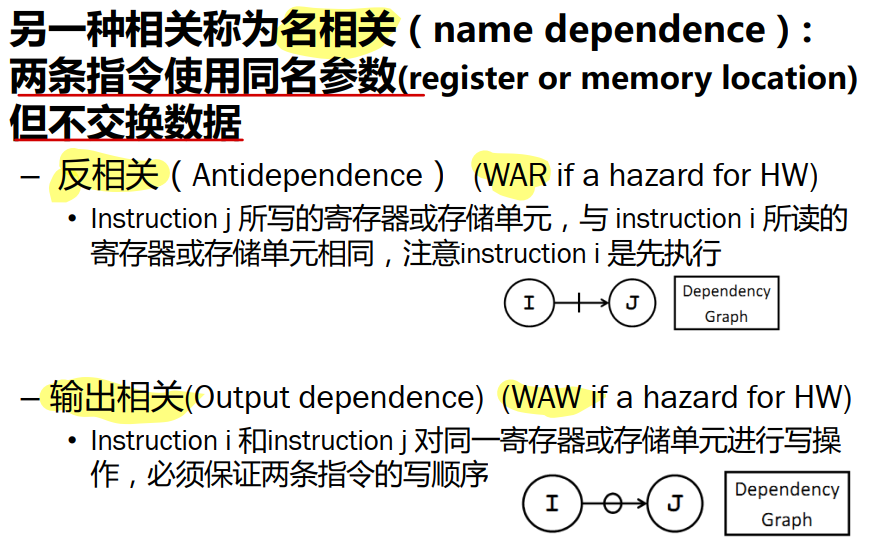 另一种相关称为名相关（name dependence）:
两条指令使用同名参数(register or memory location)
但不交换数据
– 反相关（Antidependence） (WAR if a hazard for HW)
• Instruction j 所写的寄存器或存储单元，与 instruction i 所读的
寄存器或存储单元相同，注意instruction i 是先执行
I J Dependency
Graph
– 输出相关(Output dependence) (WAW if a hazard for HW)
• Instruction i 和instruction j 对同一寄存器或存储单元进行写操
作，必须保证两条指令的写顺序
I J Dependency
Graph